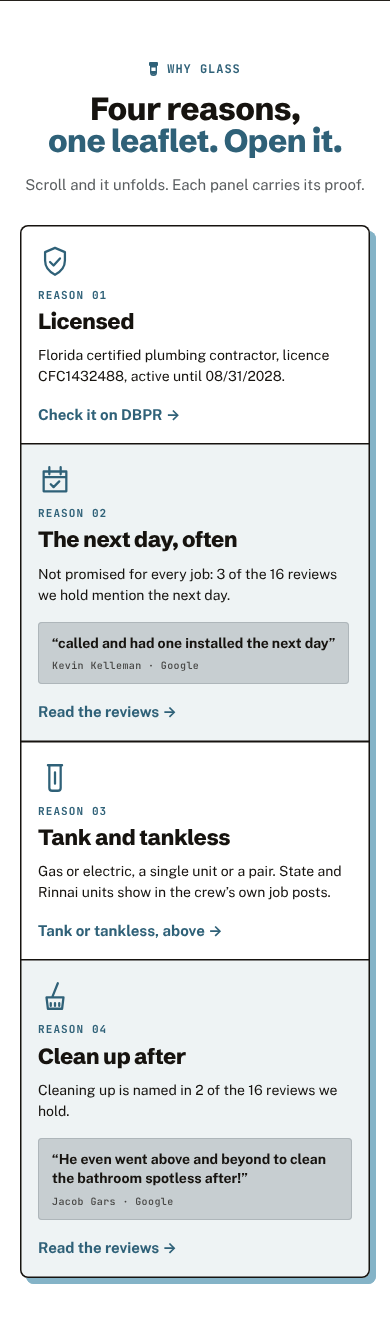 WHY GLASS
Four reasons,
one leaflet. Open it.
Scroll and it unfolds. Each panel carries its proof.
REASON 01
Licensed
Florida certified plumbing contractor, licence
CFC1432488, active until 08/31/2028.
Check it on DBPR →
REASON 02
The next day, often
Not promised for every job: 3 of the 16 reviews
we hold mention the next day.
“called and had one installed the next day”
Kevin Kelleman · Google
Read the reviews →
REASON 03
Tank and tankless
Gas or electric, a single unit or a pair. State and
Rinnai units show in the crew’s own job posts.
Tank or tankless, above →
REASON 04
Clean up after
Cleaning up is named in 2 of the 16 reviews we
hold.
“He even went above and beyond to clean
the bathroom spotless after!”
Jacob Gars · Google
Read the reviews →